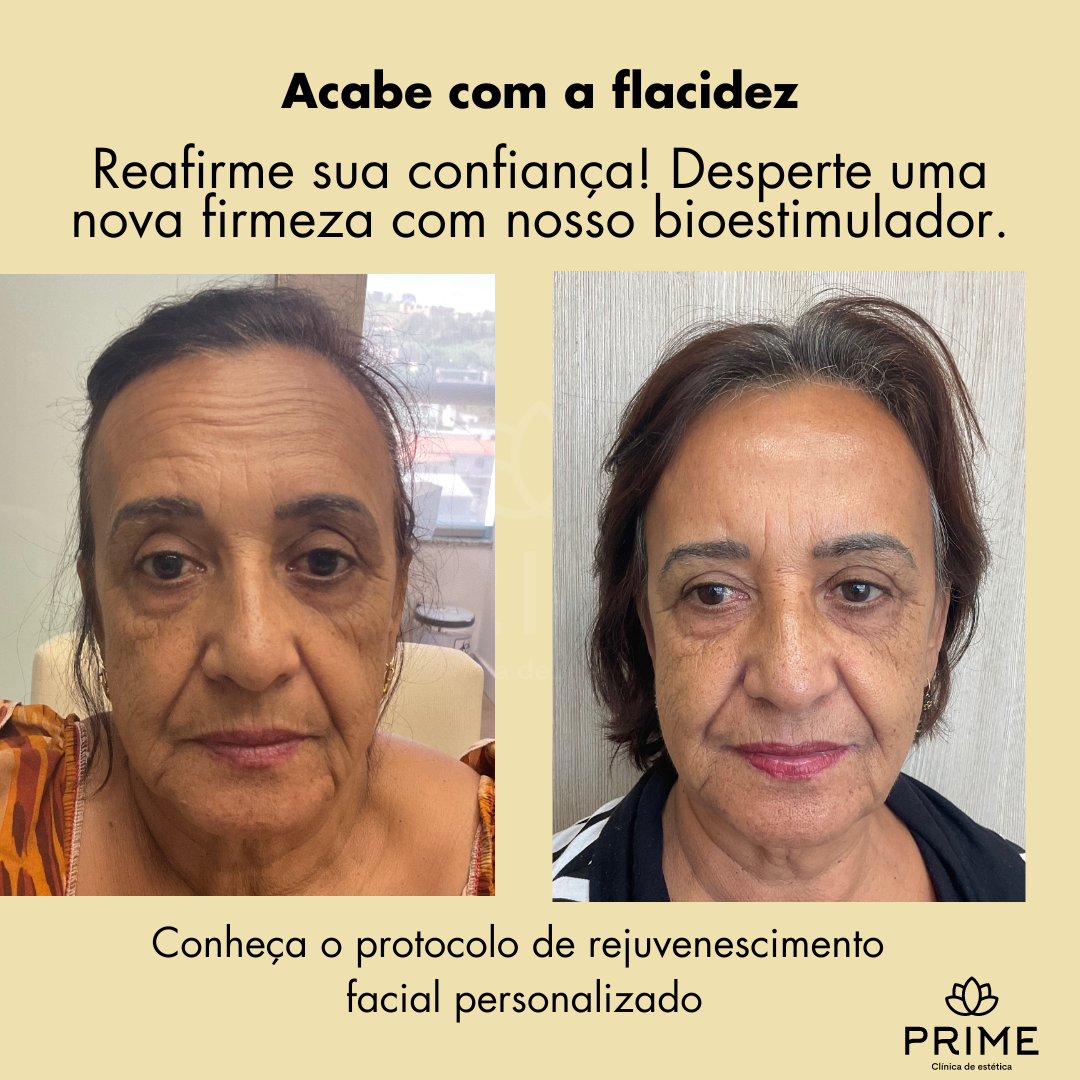 Acabe com a flacidez
Reafirme sua confiança! Desperte uma
nova firmeza com nosso bioestimulador.
Conheça o protocolo de rejuvenescimento
facial personalizado
PRIME
Clínica de estética